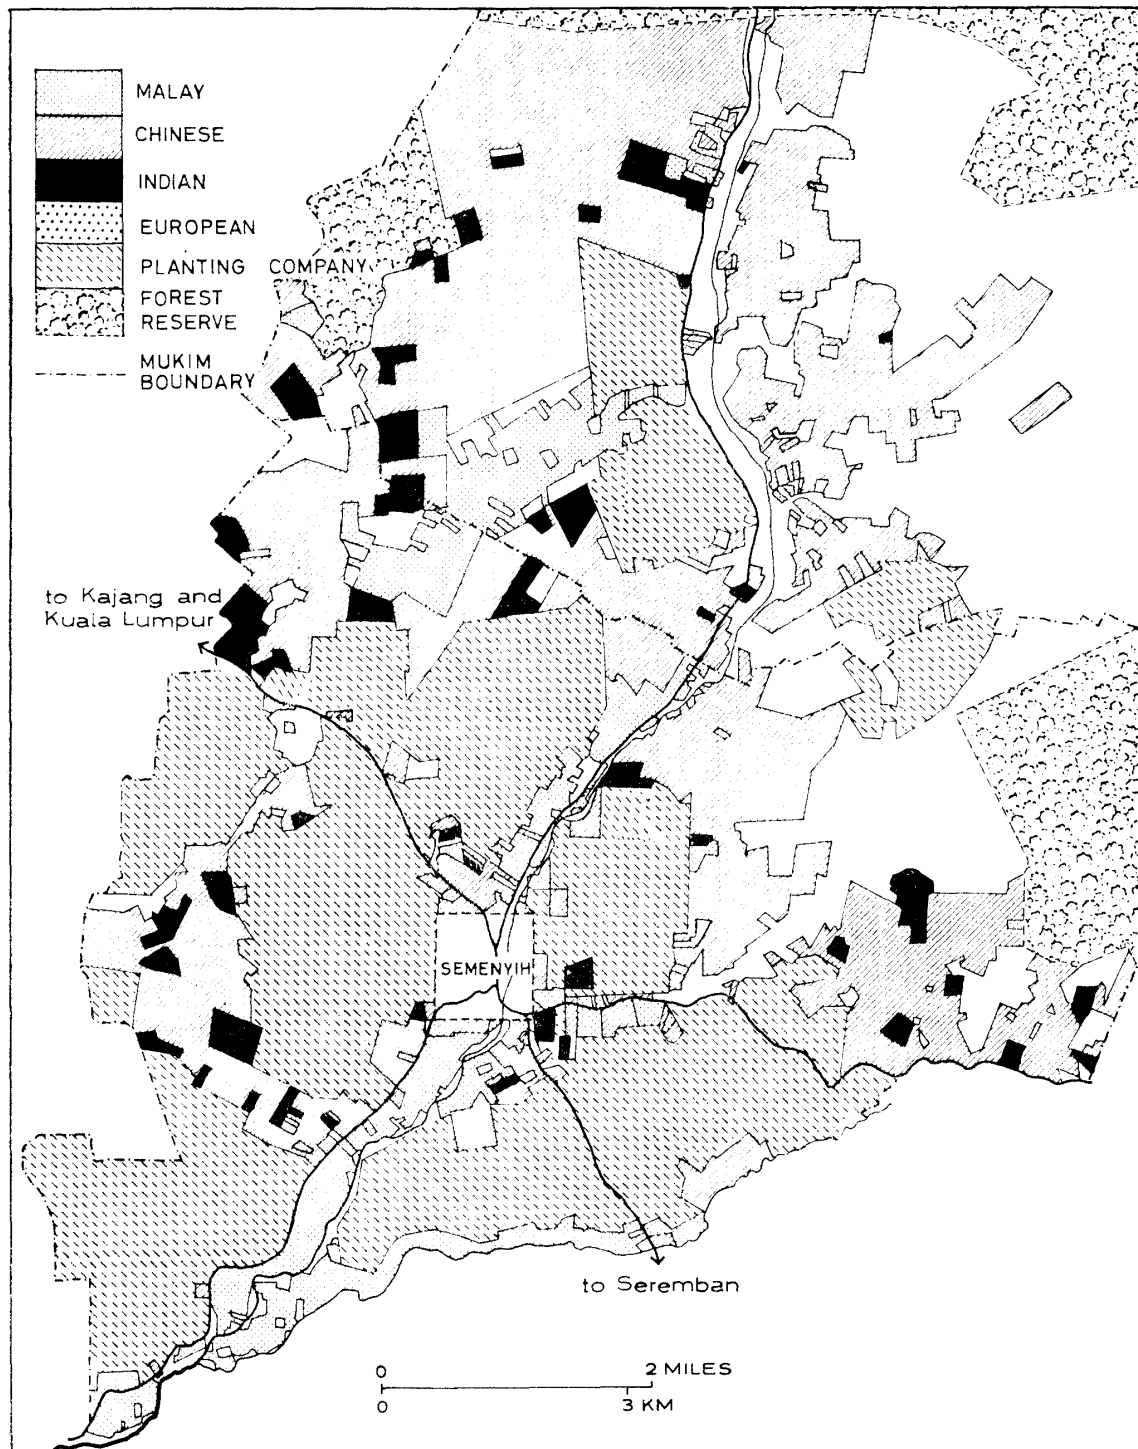 MALAY
CHINESE
INDIAN
EUROPEAN
PLANTING COMPANY
FOREST
RESERVE
MUKIM
BOUNDARY
to Kajang and
Kuala Lumpur
SEMENYIH
to Seremban
0 2 MILES
0 3 KM